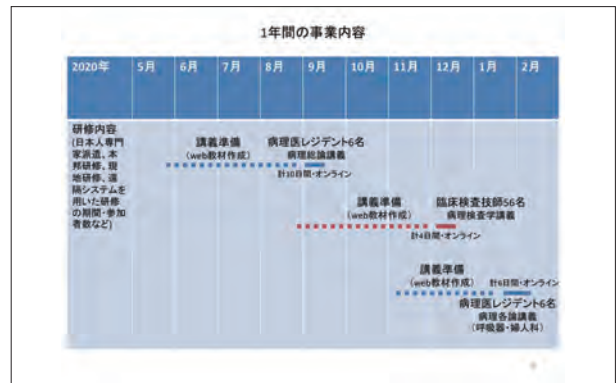 1年間の事業内容
2020年 5月 6月 7月 8月 9月 10月 11月 12月 1月 2月
研修内容
(日本人専門
家派遣、本
邦研修、現
地研修、遠
隔システムを
用いた研修
の期間・参加
者数など)
講義準備
(web教材作成)
病理医レジデント6名
病理総論講義
計10日間・オンライン
講義準備
(web教材作成)
臨床検査技師56名
病理検査学講義
計4日間・オンライン
講義準備
(web教材作成)
計6日間・オンライン
病理医レジデント6名
病理各論講義
(呼吸器・婦人科)